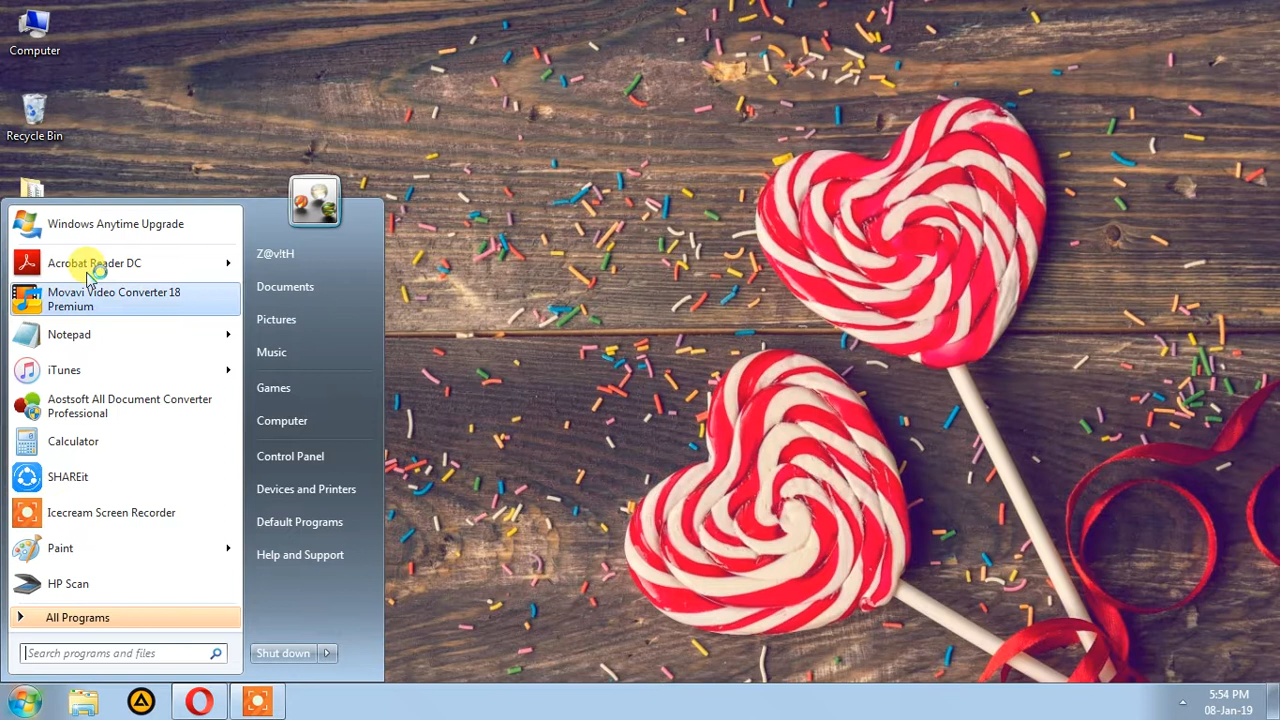 Computer
Recycle Bin
Windows Anytime Upgrade
Acrobat Reader DC
Movavi Video Converter 18
Premium
Notepad
iTunes
Aostsoft All Document Converter
Professional
Calculator
SHAREit
Icecream Screen Recorder
Paint
HP Scan
All Programs
Search programs and files
Z@v!tH
Documents
Pictures
Music
Games
Computer
Control Panel
Devices and Printers
Default Programs
Help and Support
Shut down
5:54 PM
08-Jan-19